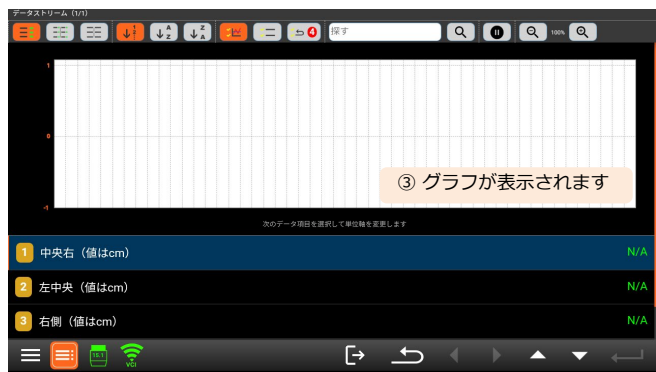 データストリーム (1/1)
探す
4
100%
1
0
-1
③ グラフが表示されます
次のデータ項目を選択して単位軸を変更します
1 中央右（値はcm） N/A
2 左中央（値はcm） N/A
3 右側（値はcm） N/A
15.1
VCI